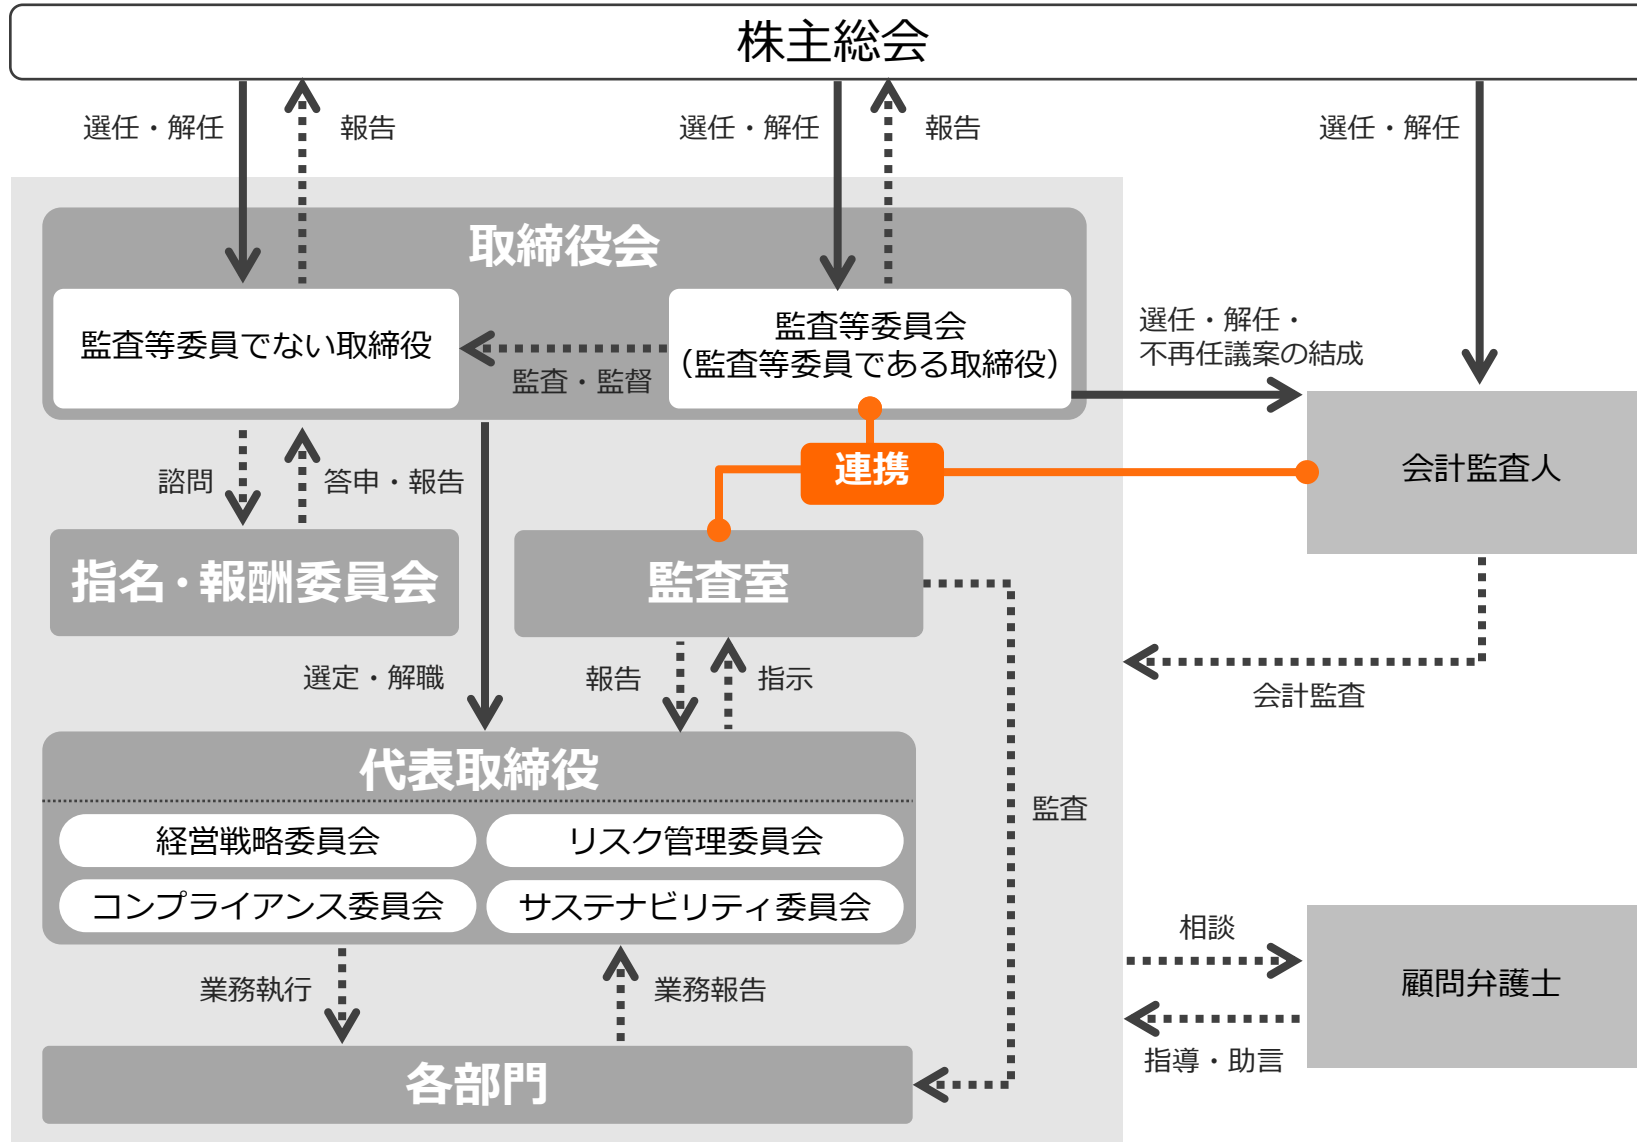 株主総会
選任・解任
報告
選任・解任
報告
選任・解任
取締役会
監査等委員でない取締役
監査・監督
監査等委員会
（監査等委員である取締役）
選任・解任・
不再任議案の結成
連携
会計監査人
諮問
答申・報告
指名・報酬委員会
監査室
選定・解職
報告
指示
会計監査
代表取締役
経営戦略委員会
リスク管理委員会
コンプライアンス委員会
サステナビリティ委員会
監査
業務執行
業務報告
相談
顧問弁護士
指導・助言
各部門